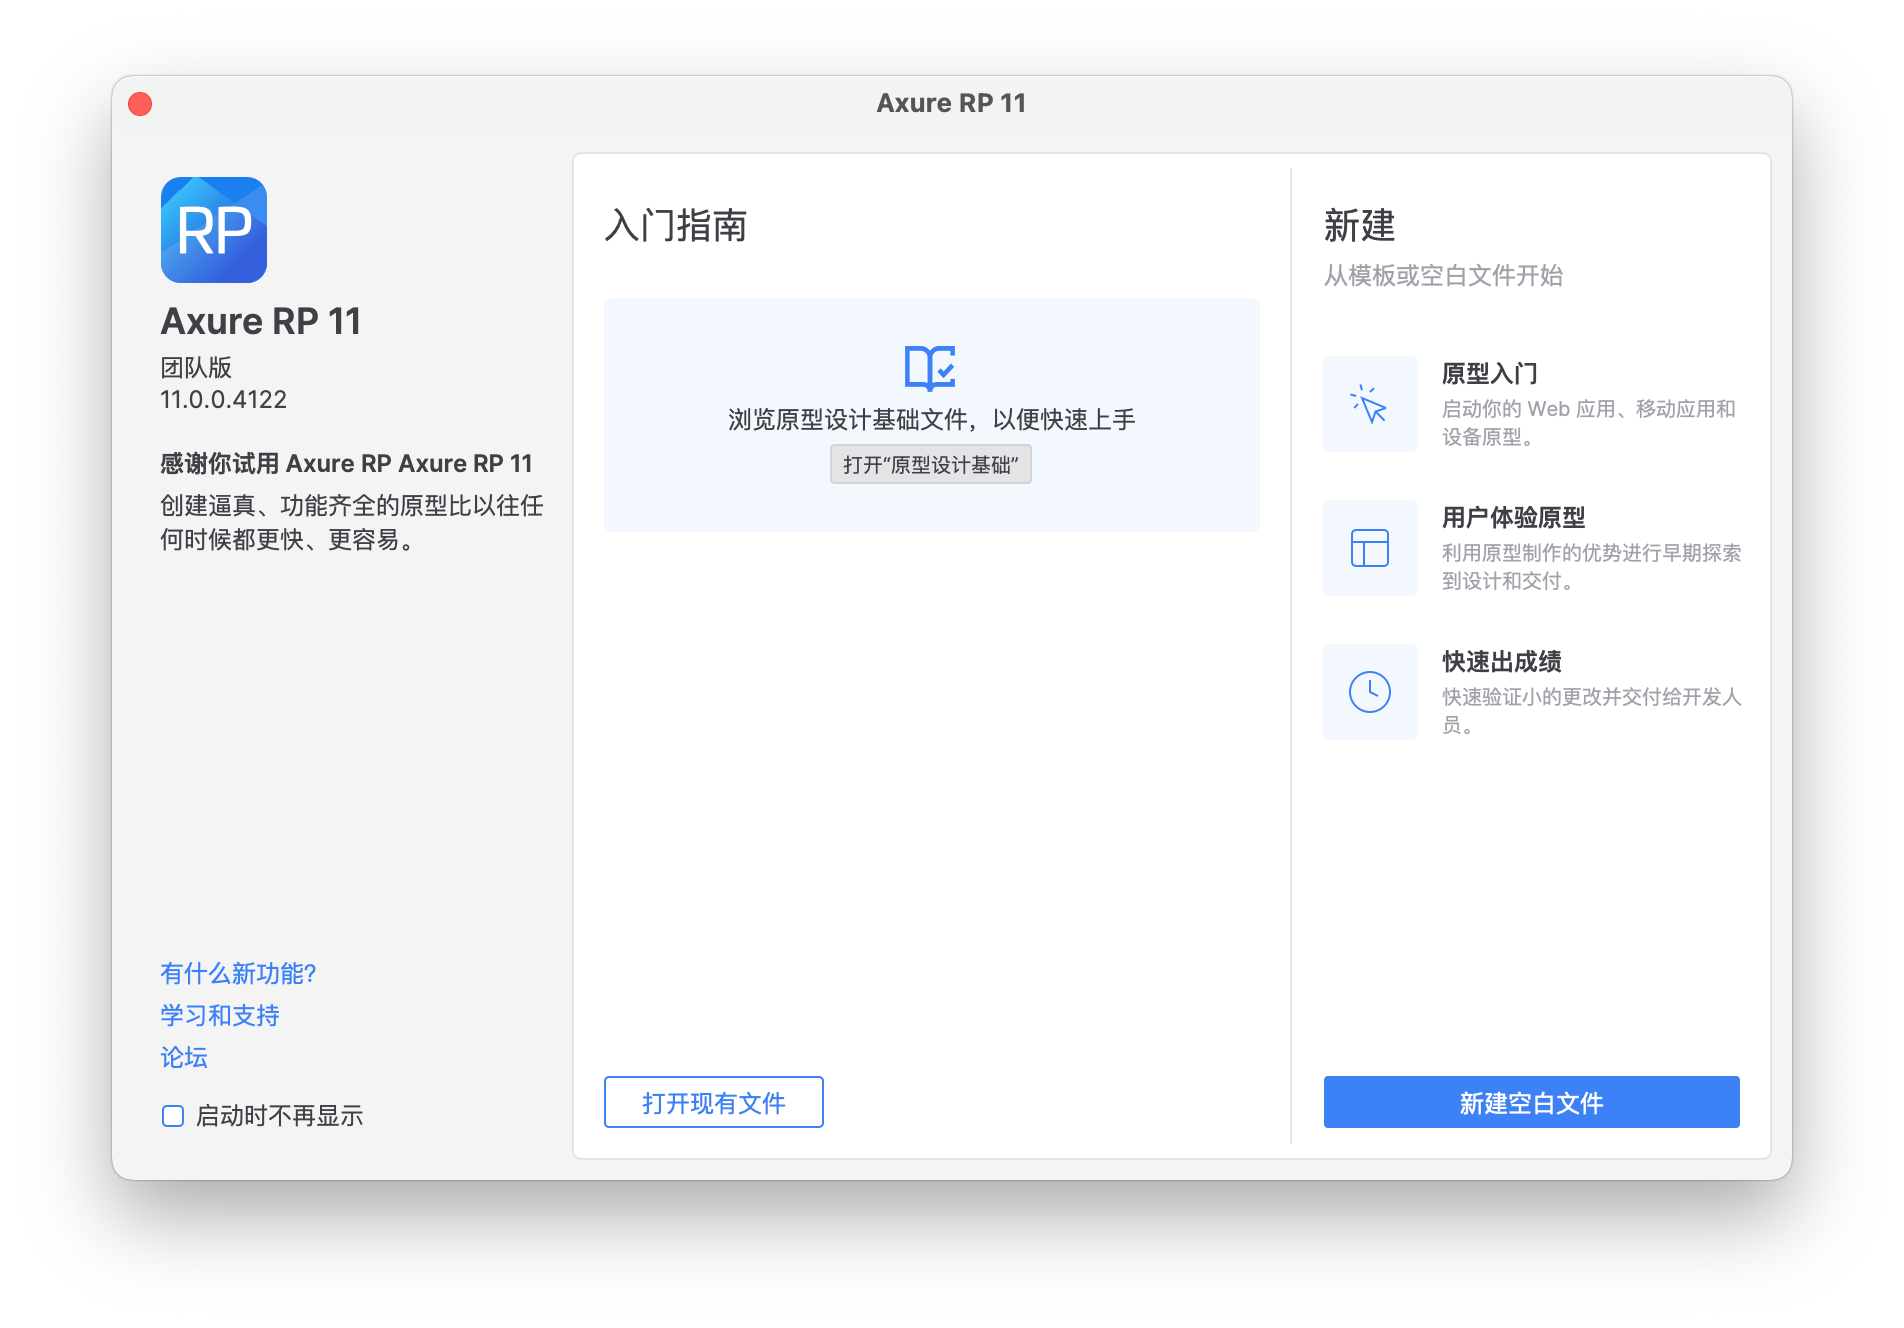 Axure RP 11
RP
Axure RP 11
团队版
11.0.0.4122
感谢你试用 Axure RP Axure RP 11
创建逼真、功能齐全的原型比以往任
何时候都更快、更容易。
有什么新功能?
学习和支持
论坛
启动时不再显示
入门指南
浏览原型设计基础文件，以便快速上手
打开“原型设计基础”
打开现有文件
新建
从模板或空白文件开始
原型入门
启动你的 Web 应用、移动应用和
设备原型。
用户体验原型
利用原型制作的优势进行早期探索
到设计和交付。
快速出成绩
快速验证小的更改并交付给开发人
员。
新建空白文件